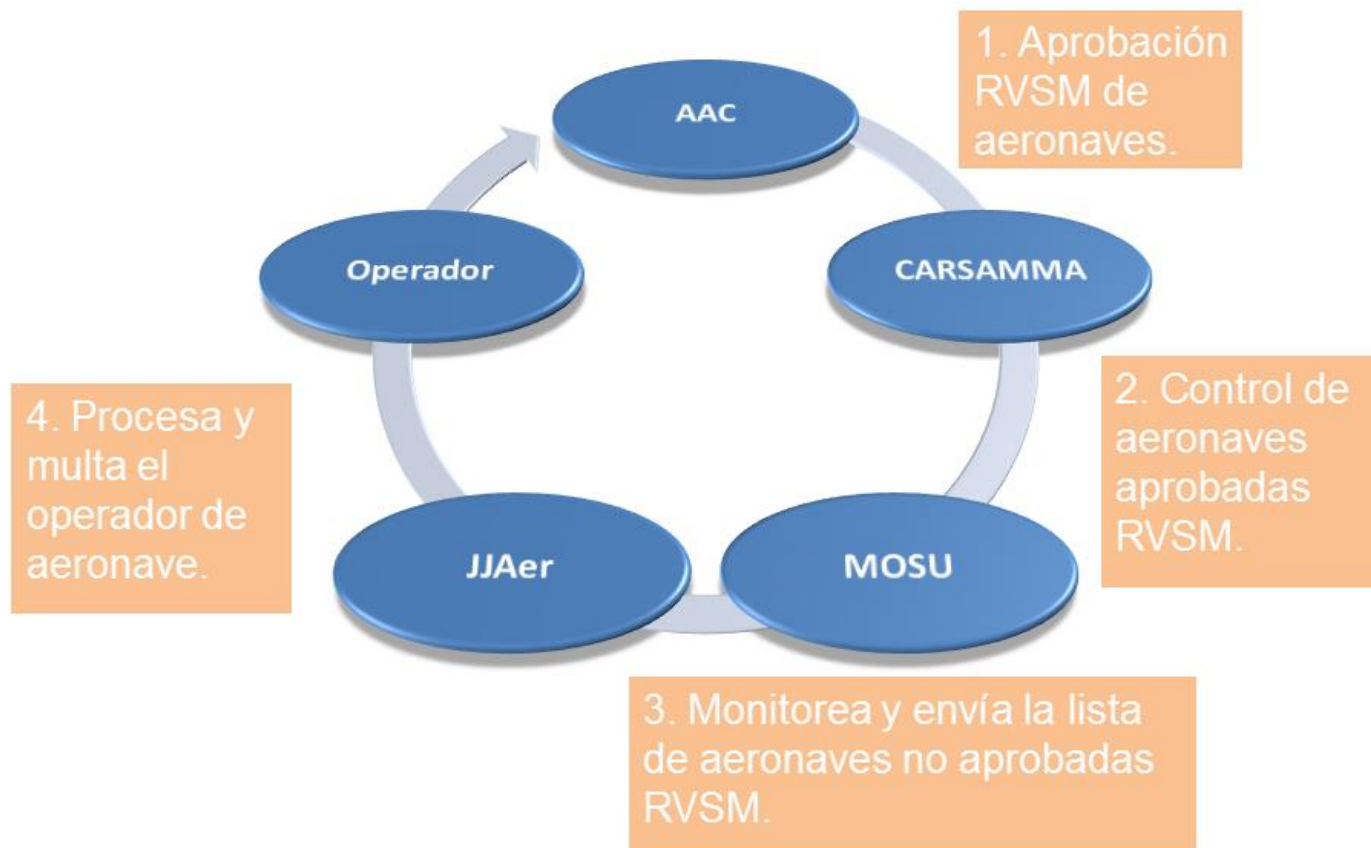 1. Aprobación
RVSM de
aeronaves.
AAC
Operador
CARSAMMA
4. Procesa y
multa el
operador de
aeronave.
2. Control de
aeronaves
aprobadas
RVSM.
JJAer
MOSU
3. Monitorea y envía la lista
de aeronaves no aprobadas
RVSM.